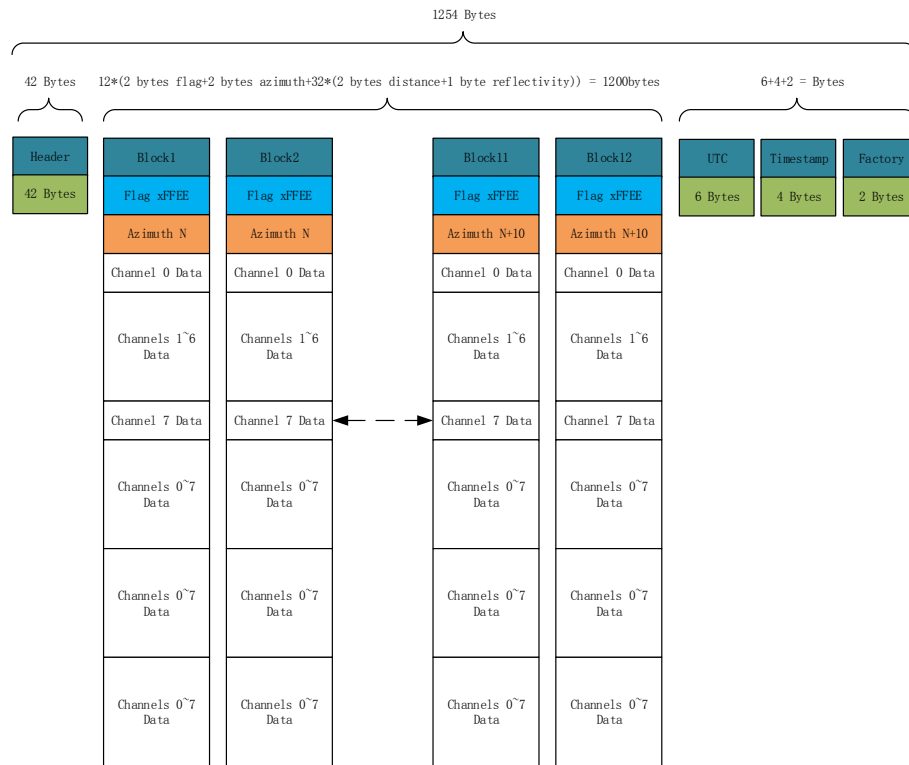 1254 Bytes
42 Bytes
12*(2 bytes flag+2 bytes azimuth+32*(2 bytes distance+1 byte reflectivity)) = 1200bytes
6+4+2 = Bytes
Header
42 Bytes
Block1
Flag xFFEE
Azimuth N
Channel 0 Data
Channels 1~6
Data
Channel 7 Data
Channels 0~7
Data
Channels 0~7
Data
Channels 0~7
Data
Block2
Flag xFFEE
Azimuth N
Channel 0 Data
Channels 1~6
Data
Channel 7 Data
Channels 0~7
Data
Channels 0~7
Data
Channels 0~7
Data
Block11
Flag xFFEE
Azimuth N+10
Channel 0 Data
Channels 1~6
Data
Channel 7 Data
Channels 0~7
Data
Channels 0~7
Data
Channels 0~7
Data
Block12
Flag xFFEE
Azimuth N+10
Channel 0 Data
Channels 1~6
Data
Channel 7 Data
Channels 0~7
Data
Channels 0~7
Data
Channels 0~7
Data
UTC
6 Bytes
Timestamp
4 Bytes
Factory
2 Bytes